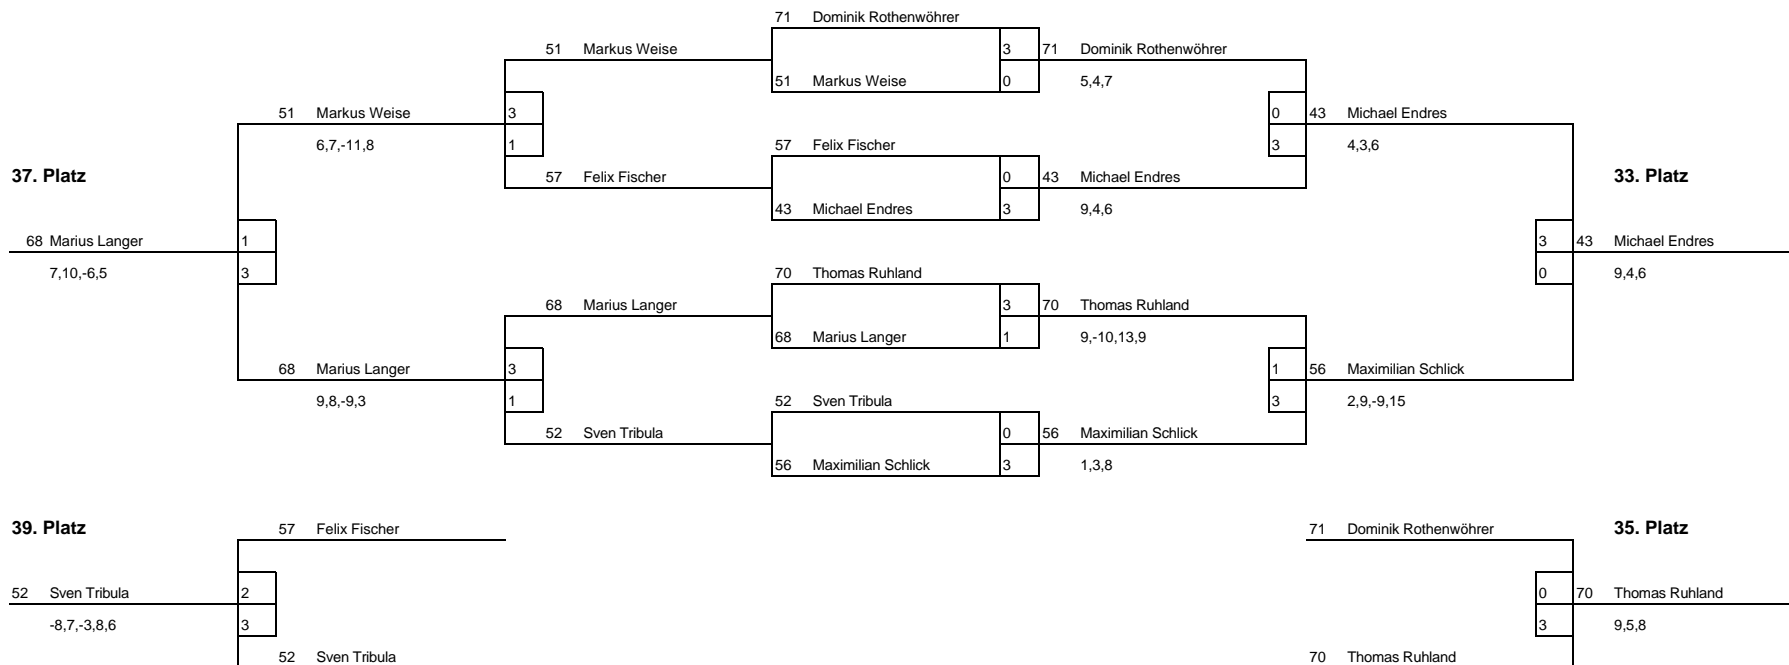 71 Dominik Rothenwöhrer
51 Markus Weise 3 71 Dominik Rothenwöhrer
51 Markus Weise 0 5,4,7
51 Markus Weise 3 0 43 Michael Endres
6,7,-11,8 1 57 Felix Fischer 3 4,3,6
37. Platz 57 Felix Fischer 0 43 Michael Endres 33. Platz
43 Michael Endres 3 9,4,6
68 Marius Langer 1 3 43 Michael Endres
7,10,-6,5 3 70 Thomas Ruhland 0 9,4,6
68 Marius Langer 3 70 Thomas Ruhland
68 Marius Langer 1 9,-10,13,9
68 Marius Langer 3 1 56 Maximilian Schlick
9,8,-9,3 1 52 Sven Tribula 3 2,9,-9,15
52 Sven Tribula 0 56 Maximilian Schlick
56 Maximilian Schlick 3 1,3,8
39. Platz 57 Felix Fischer 71 Dominik Rothenwöhrer 35. Platz
52 Sven Tribula 2 0 70 Thomas Ruhland
-8,7,-3,8,6 3 3 9,5,8
52 Sven Tribula 70 Thomas Ruhland